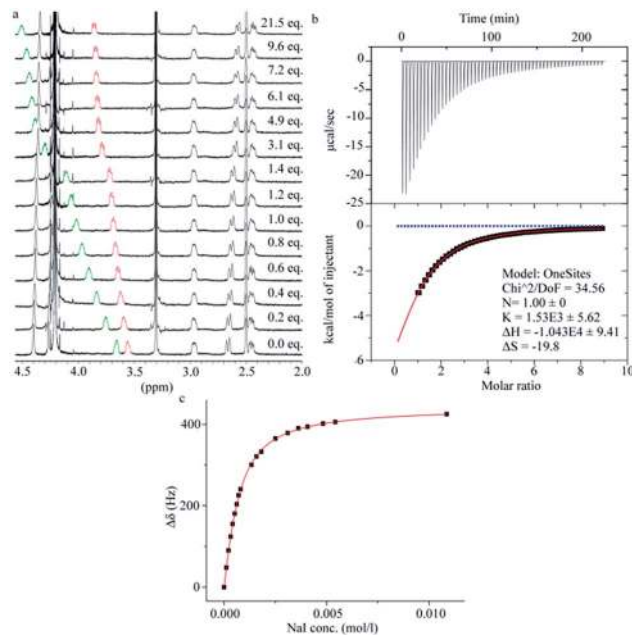 a
21.5 eq.
9.6 eq.
7.2 eq.
6.1 eq.
4.9 eq.
3.1 eq.
1.4 eq.
1.2 eq.
1.0 eq.
0.8 eq.
0.6 eq.
0.4 eq.
0.2 eq.
0.0 eq.
4.5 4.0 3.5 3.0 2.5 2.0
(ppm)
b
Time (min)
0 100 200
0
-5
-10
-15
-20
-25
µcal/sec
0
-2
-4
-6
kcal/mol of injectant
Model: OneSites
Chi^2/DoF = 34.56
N= 1.00 ± 0
K = 1.53E3 ± 5.62
ΔH = -1.043E4 ± 9.41
ΔS = -19.8
0 2 4 6 8 10
Molar ratio
c
400
200
0
Δδ (Hz)
0.000 0.005 0.010
NaI conc. (mol/l)